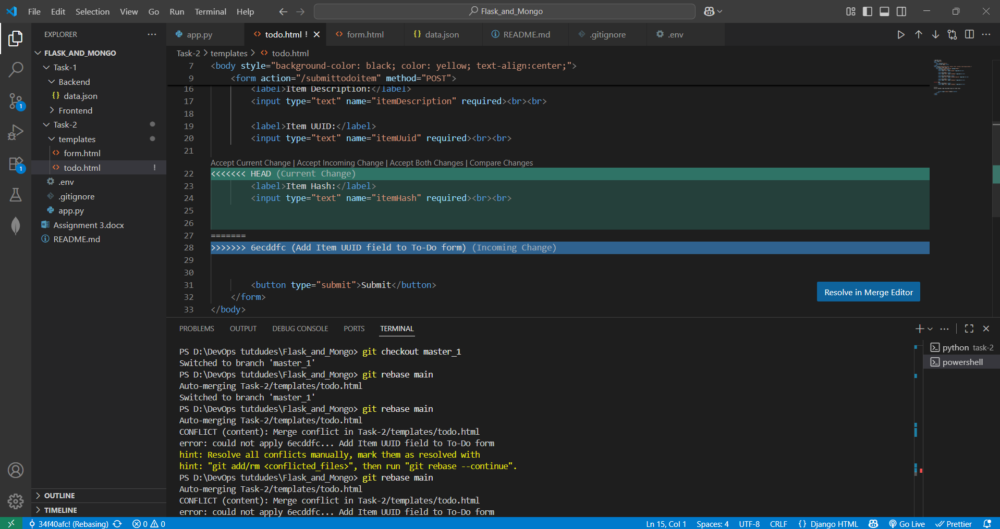 File Edit Selection View Go Run Terminal Help
Flask_and_Mongo
EXPLORER
FLASK_AND_MONGO
Task-1
Backend
data.json
Frontend
Task-2
templates
form.html
todo.html !
.env
.gitignore
app.py
Assignment 3.docx
README.md
OUTLINE
TIMELINE
1
1
app.py todo.html ! form.html data.json README.md .gitignore .env
Task-2 > templates > todo.html
7 <body style="background-color: black; color: yellow; text-align:center;">
9 <form action="/submittodoitem" method="POST">
16 <label>Item Description:</label>
17 <input type="text" name="itemDescription" required><br><br>
18
19 <label>Item UUID:</label>
20 <input type="text" name="itemUuid" required><br><br>
21
Accept Current Change | Accept Incoming Change | Accept Both Changes | Compare Changes
22 <<<<<<< HEAD (Current Change)
23 <label>Item Hash:</label>
24 <input type="text" name="itemHash" required><br><br>
25
26
27 =======
28 >>>>>>> 6ecddfc (Add Item UUID field to To-Do form) (Incoming Change)
29
30
31 <button type="submit">Submit</button>
32 </form>
33 </body>
Resolve in Merge Editor
PROBLEMS OUTPUT DEBUG CONSOLE PORTS TERMINAL
PS D:\DevOps tutdudes\Flask_and_Mongo> git checkout master_1
Switched to branch 'master_1'
PS D:\DevOps tutdudes\Flask_and_Mongo> git rebase main
Auto-merging Task-2/templates/todo.html
Switched to branch 'master_1'
PS D:\DevOps tutdudes\Flask_and_Mongo> git rebase main
Auto-merging Task-2/templates/todo.html
CONFLICT (content): Merge conflict in Task-2/templates/todo.html
error: could not apply 6ecddfc... Add Item UUID field to To-Do form
hint: Resolve all conflicts manually, mark them as resolved with
hint: "git add/rm <conflicted_files>", then run "git rebase --continue".
PS D:\DevOps tutdudes\Flask_and_Mongo> git rebase main
Auto-merging Task-2/templates/todo.html
CONFLICT (content): Merge conflict in Task-2/templates/todo.html
error: could not apply 6ecddfc... Add Item UUID field to To-Do form
python task-2
powershell
34f40afc! (Rebasing) 0 0
Ln 15, Col 1 Spaces: 4 UTF-8 CRLF {} Django HTML Go Live Prettier